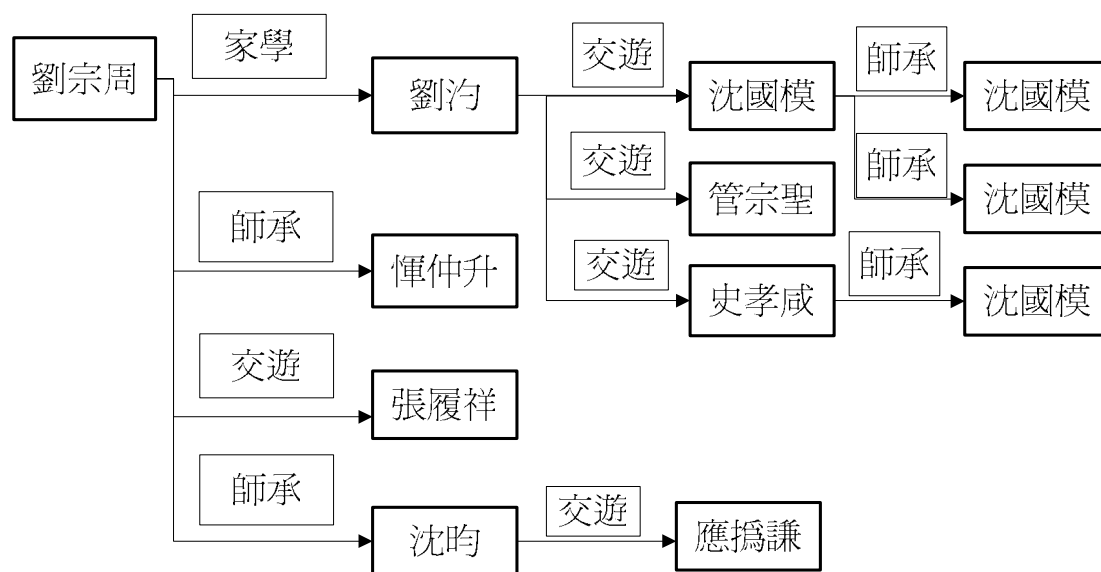 劉宗周
家學
劉汋
交遊
沈國模
師承
沈國模
師承
沈國模
交遊
管宗聖
交遊
史孝咸
師承
沈國模
師承
惲仲升
交遊
張履祥
師承
沈昀
交遊
應撝謙